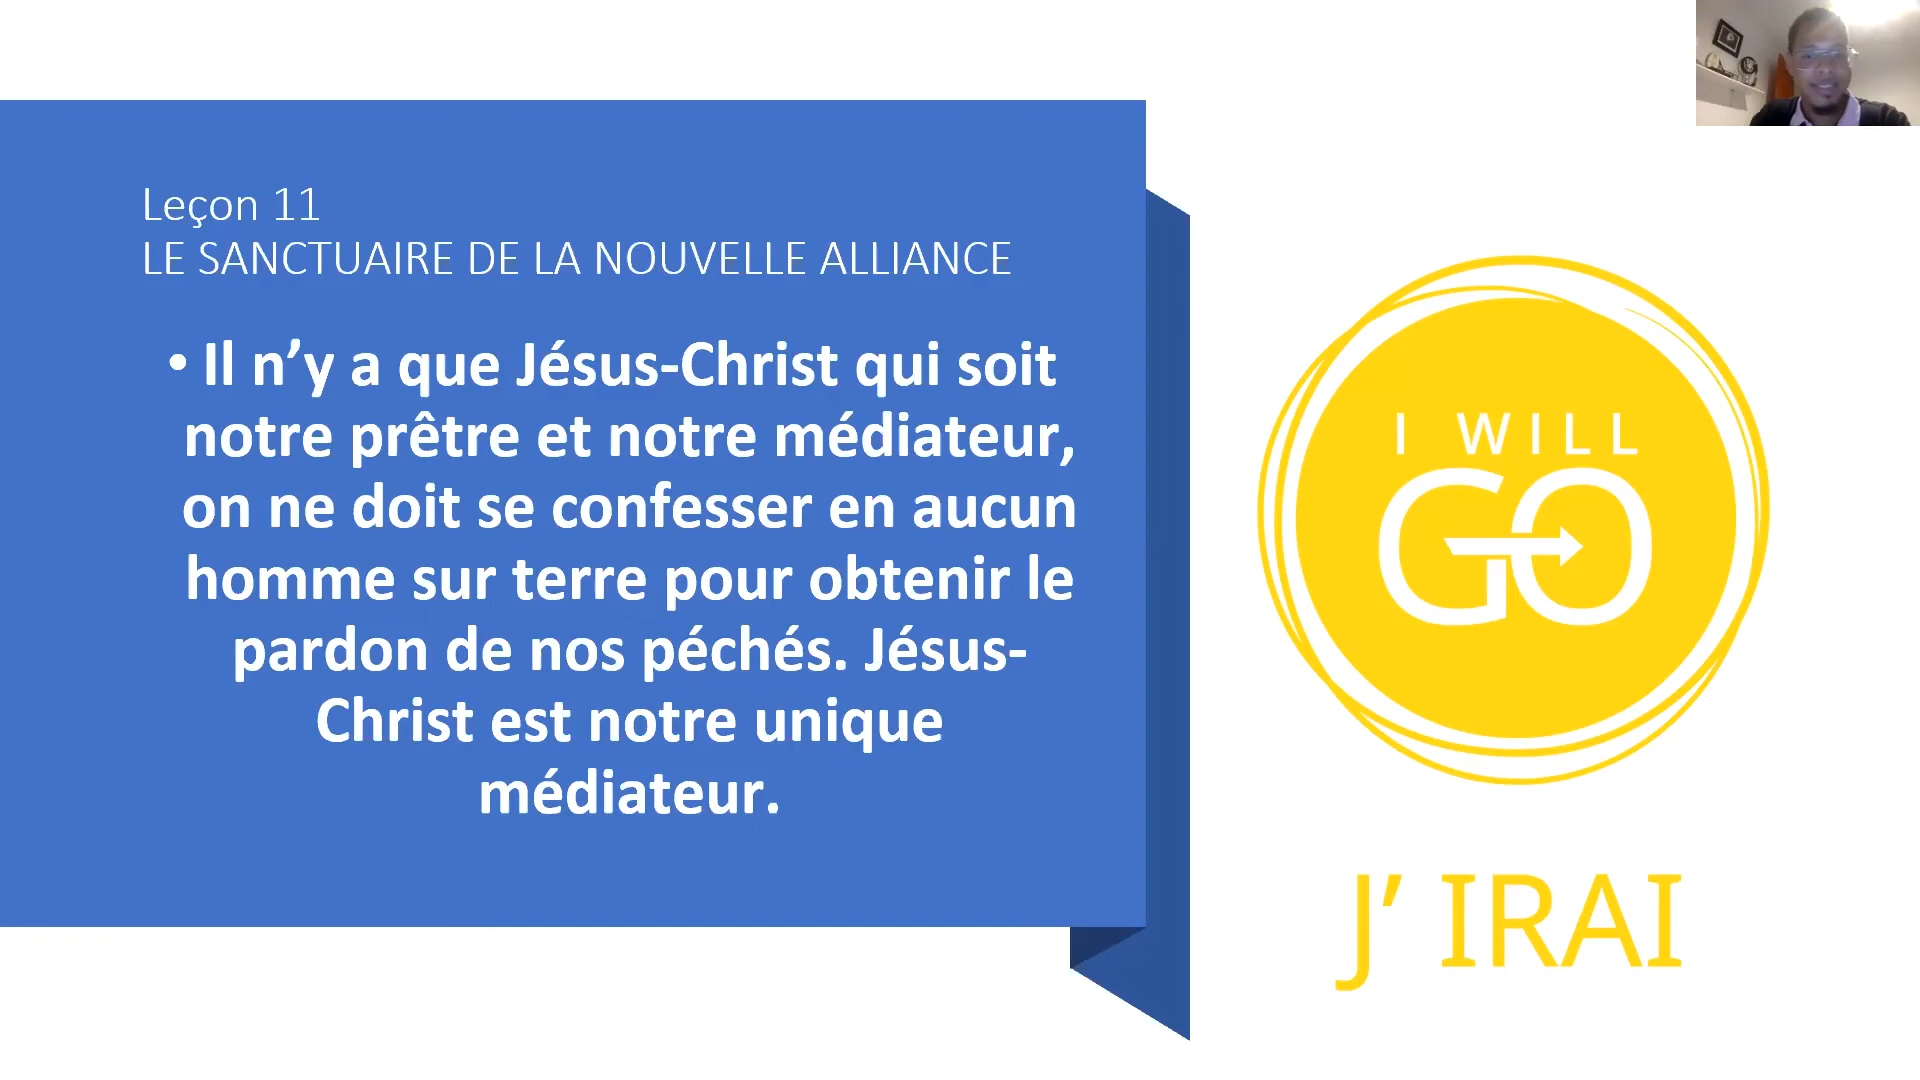 Leçon 11
LE SANCTUAIRE DE LA NOUVELLE ALLIANCE
• Il n’y a que Jésus-Christ qui soit
notre prêtre et notre médiateur,
on ne doit se confesser en aucun
homme sur terre pour obtenir le
pardon de nos péchés. Jésus-
Christ est notre unique
médiateur.
I WILL
GO
J’ IRAI